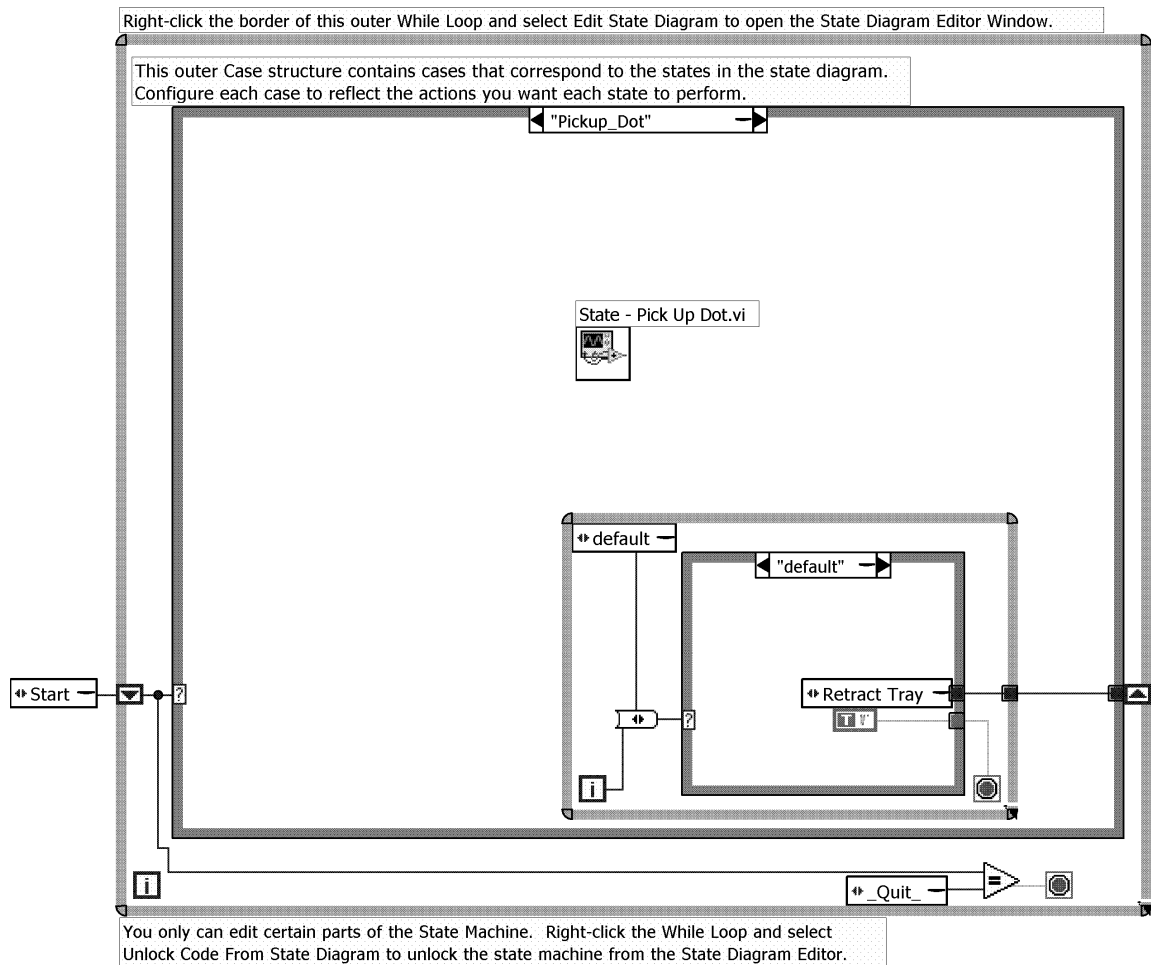 Right-click the border of this outer While Loop and select Edit State Diagram to open the State Diagram Editor Window.
This outer Case structure contains cases that correspond to the states in the state diagram.
Configure each case to reflect the actions you want each state to perform.
"Pickup_Dot"
State - Pick Up Dot.vi
default
"default"
Start
?
Retract Tray
?
T
i
i
=
_Quit_
You only can edit certain parts of the State Machine. Right-click the While Loop and select
Unlock Code From State Diagram to unlock the state machine from the State Diagram Editor.